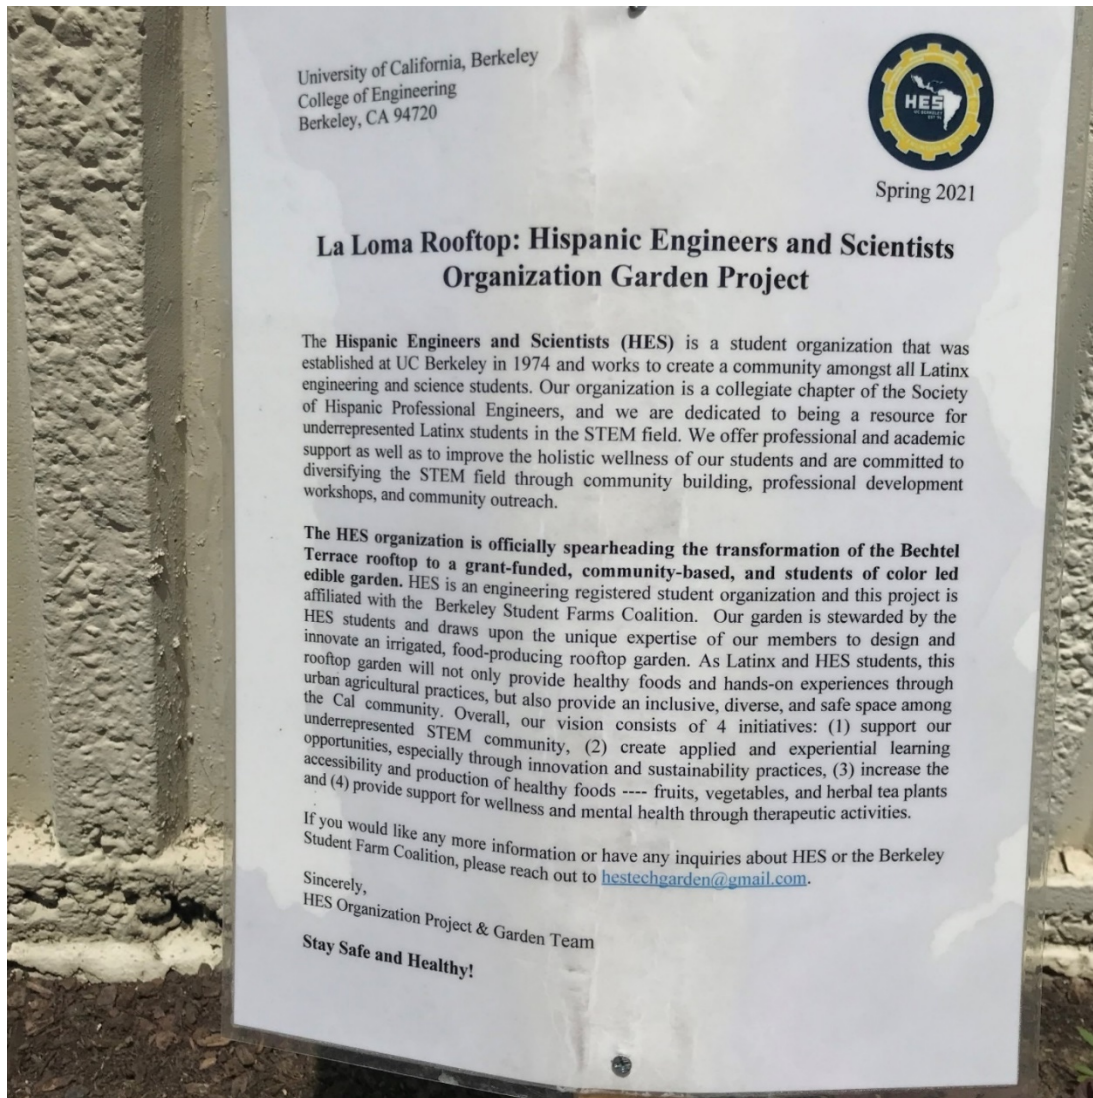 University of California, Berkeley
College of Engineering
Berkeley, CA 94720
HES
UC BERKELEY
EST 74
Spring 2021
La Loma Rooftop: Hispanic Engineers and Scientists
Organization Garden Project
The Hispanic Engineers and Scientists (HES) is a student organization that was
established at UC Berkeley in 1974 and works to create a community amongst all Latinx
engineering and science students. Our organization is a collegiate chapter of the Society
of Hispanic Professional Engineers, and we are dedicated to being a resource for
underrepresented Latinx students in the STEM field. We offer professional and academic
support as well as to improve the holistic wellness of our students and are committed to
diversifying the STEM field through community building, professional development
workshops, and community outreach.
The HES organization is officially spearheading the transformation of the Bechtel
Terrace rooftop to a grant-funded, community-based, and students of color led
edible garden. HES is an engineering registered student organization and this project is
affiliated with the Berkeley Student Farms Coalition. Our garden is stewarded by the
HES students and draws upon the unique expertise of our members to design and
innovate an irrigated, food-producing rooftop garden. As Latinx and HES students, this
rooftop garden will not only provide healthy foods and hands-on experiences through
urban agricultural practices, but also provide an inclusive, diverse, and safe space among
the Cal community. Overall, our vision consists of 4 initiatives: (1) support our
underrepresented STEM community, (2) create applied and experiential learning
opportunities, especially through innovation and sustainability practices, (3) increase the
accessibility and production of healthy foods ---- fruits, vegetables, and herbal tea plants
and (4) provide support for wellness and mental health through therapeutic activities.
If you would like any more information or have any inquiries about HES or the Berkeley
Student Farm Coalition, please reach out to hestechgarden@gmail.com.
Sincerely,
HES Organization Project & Garden Team
Stay Safe and Healthy!